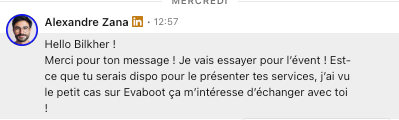 MERCREDI
Alexandre Zana in • 12:57
Hello Bilkher !
Merci pour ton message ! Je vais essayer pour l'évent ! Est-
ce que tu serais dispo pour le présenter tes services, j'ai vu
le petit cas sur Evaboot ça m'intéresse d'échanger avec toi
!